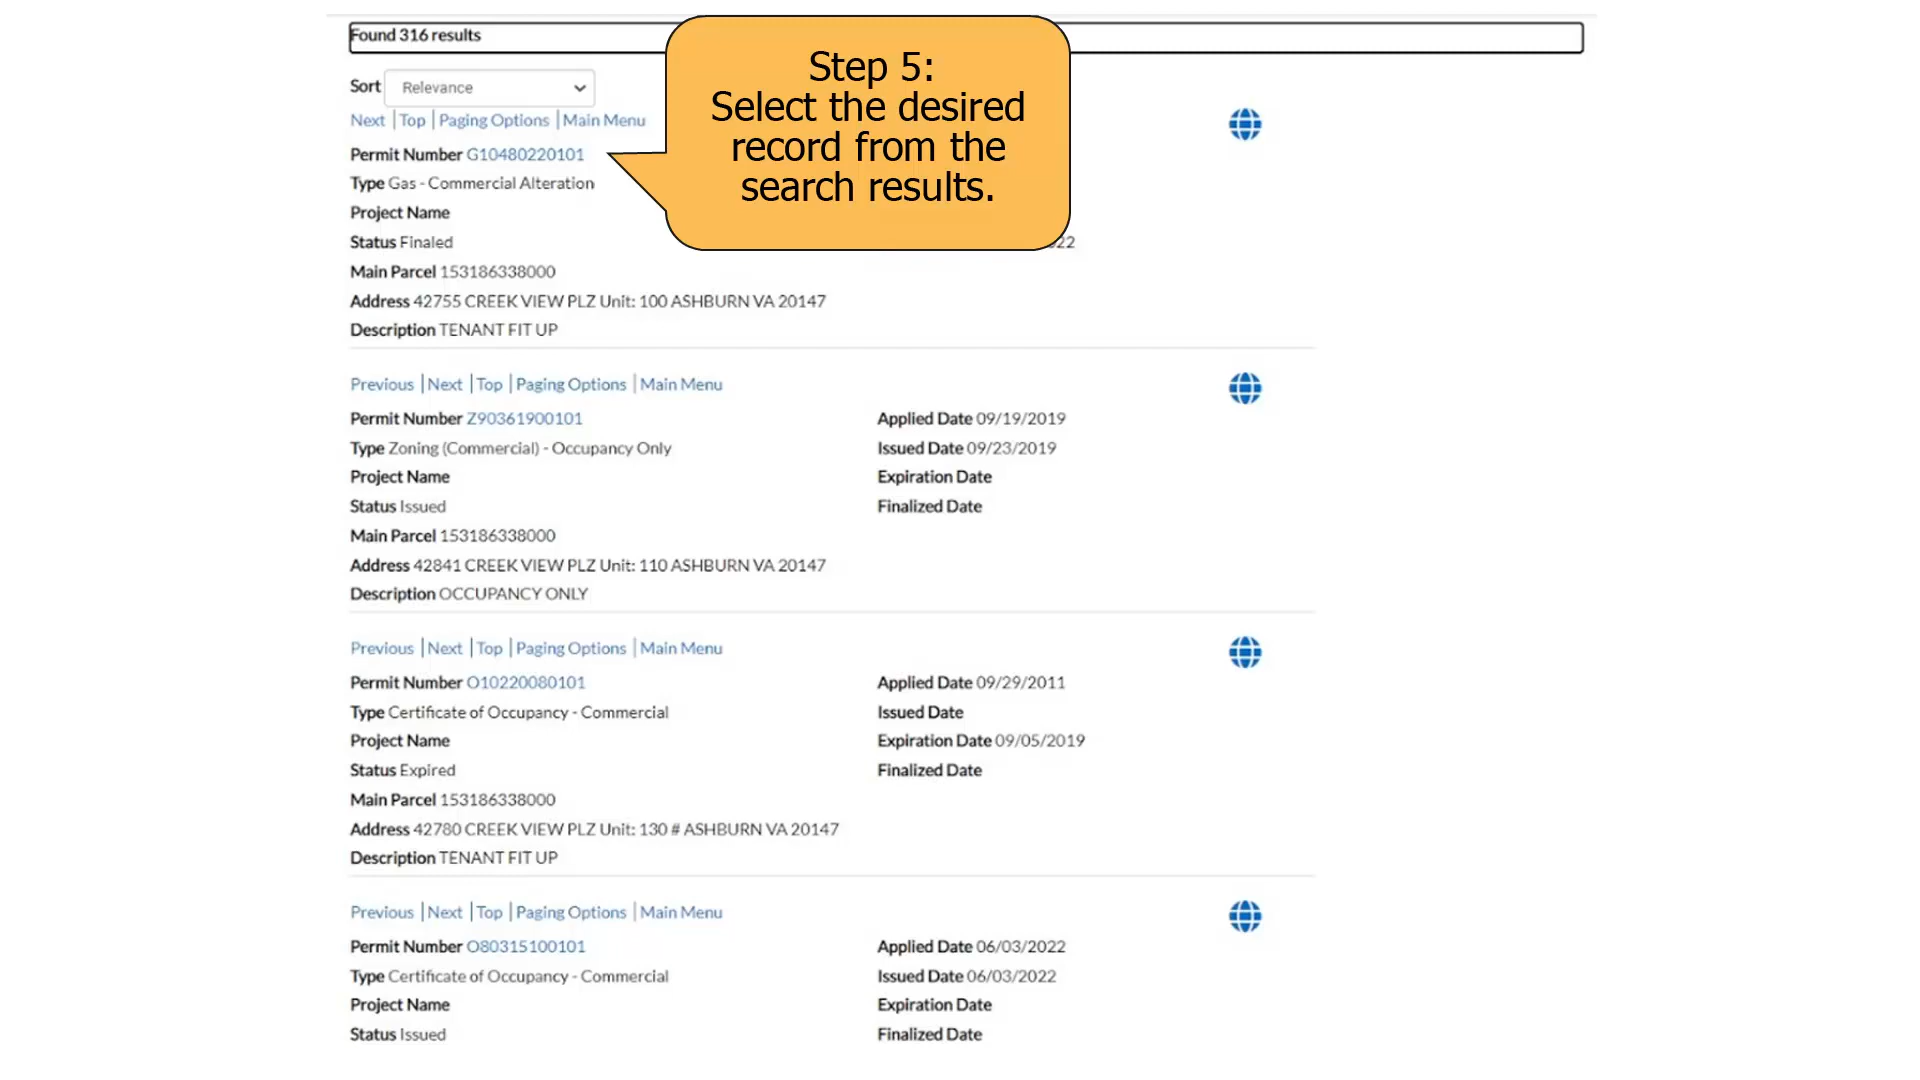 Found 316 results
Step 5:
Select the desired
record from the
search results.
Sort Relevance
Next | Top | Paging Options | Main Menu
Permit Number G10480220101
Type Gas - Commercial Alteration
Project Name
Status Finaled
22
Main Parcel 153186338000
Address 42755 CREEK VIEW PLZ Unit: 100 ASHBURN VA 20147
Description TENANT FIT UP
Previous | Next | Top | Paging Options | Main Menu
Permit Number Z90361900101 Applied Date 09/19/2019
Type Zoning (Commercial) - Occupancy Only Issued Date 09/23/2019
Project Name Expiration Date
Status Issued Finalized Date
Main Parcel 153186338000
Address 42841 CREEK VIEW PLZ Unit: 110 ASHBURN VA 20147
Description OCCUPANCY ONLY
Previous | Next | Top | Paging Options | Main Menu
Permit Number O10220080101 Applied Date 09/29/2011
Type Certificate of Occupancy - Commercial Issued Date
Project Name Expiration Date 09/05/2019
Status Expired Finalized Date
Main Parcel 153186338000
Address 42780 CREEK VIEW PLZ Unit: 130 # ASHBURN VA 20147
Description TENANT FIT UP
Previous | Next | Top | Paging Options | Main Menu
Permit Number O80315100101 Applied Date 06/03/2022
Type Certificate of Occupancy - Commercial Issued Date 06/03/2022
Project Name Expiration Date
Status Issued Finalized Date